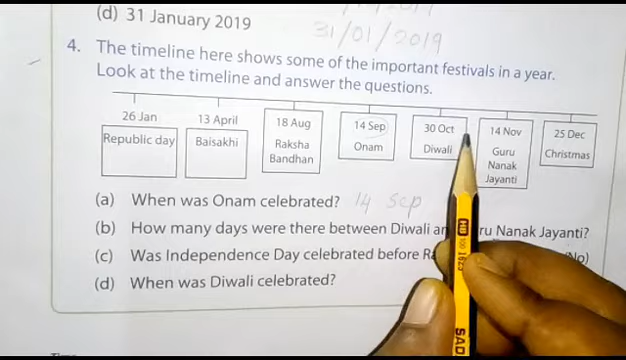 (d) 31 January 2019
31/01/2019
4. The timeline here shows some of the important festivals in a year.
Look at the timeline and answer the questions.
26 Jan 13 April 18 Aug 14 Sep 30 Oct 14 Nov 25 Dec
Republic day Baisakhi Raksha Bandhan Onam Diwali Guru Nanak Jayanti Christmas
(a) When was Onam celebrated? 14 Sep
(b) How many days were there between Diwali an ru Nanak Jayanti?
(c) Was Independence Day celebrated before R No)
(d) When was Diwali celebrated?
HB
SAD